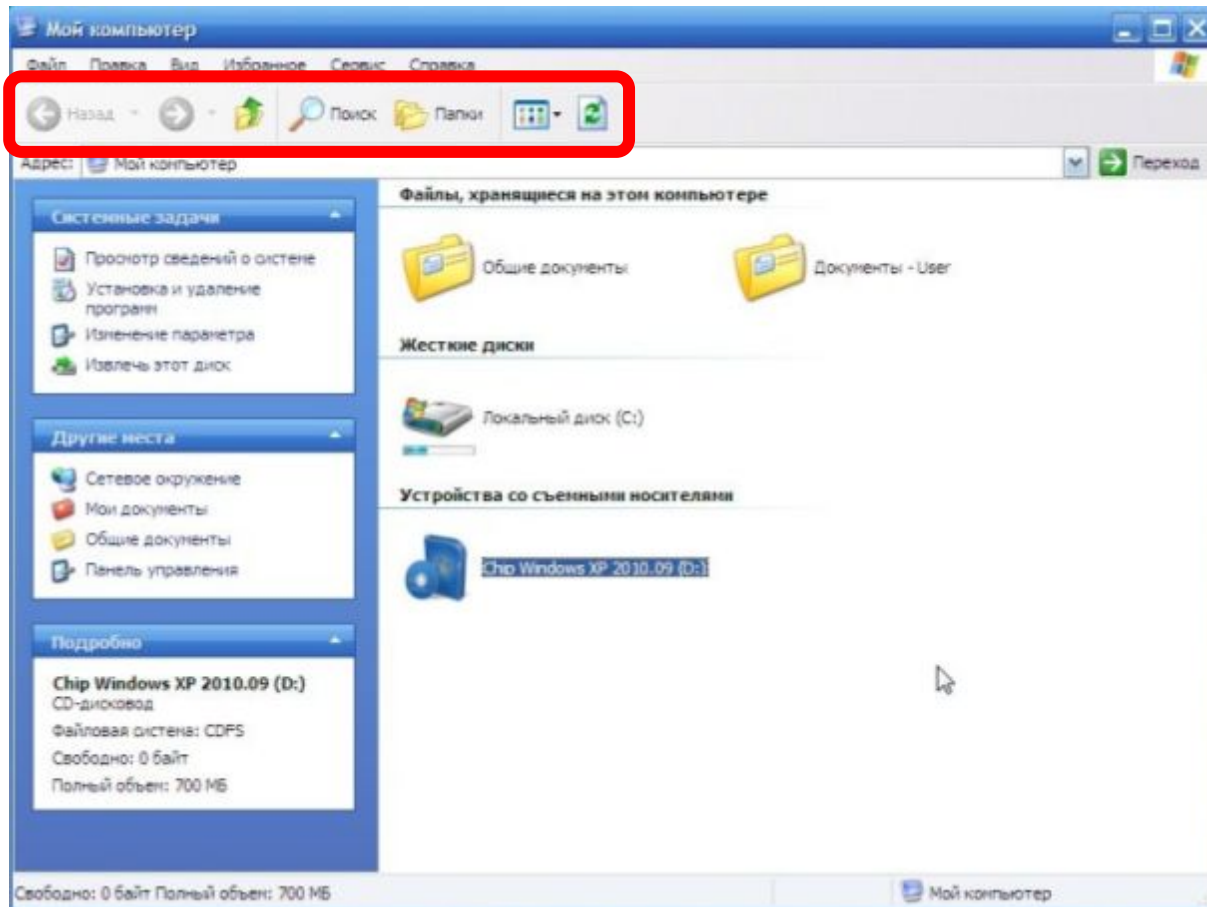 Мой компьютер
Файл Правка Вид Избранное Сервис Справка
Назад Поиск Папки
Адрес: Мой компьютер Переход
Системные задачи
Просмотр сведений о системе
Установка и удаление
программ
Изменение параметра
Извлечь этот диск
Другие места
Сетевое окружение
Мои документы
Общие документы
Панель управления
Подробно
Chip Windows XP 2010.09 (D:)
CD-дисковод
Файловая система: CDFS
Свободно: 0 байт
Полный объем: 700 МБ
Файлы, хранящиеся на этом компьютере
Общие документы
Документы - User
Жесткие диски
Локальный диск (C:)
Устройства со съемными носителями
Chip Windows XP 2010.09 (D:)
Свободно: 0 байт Полный объем: 700 МБ
Мой компьютер